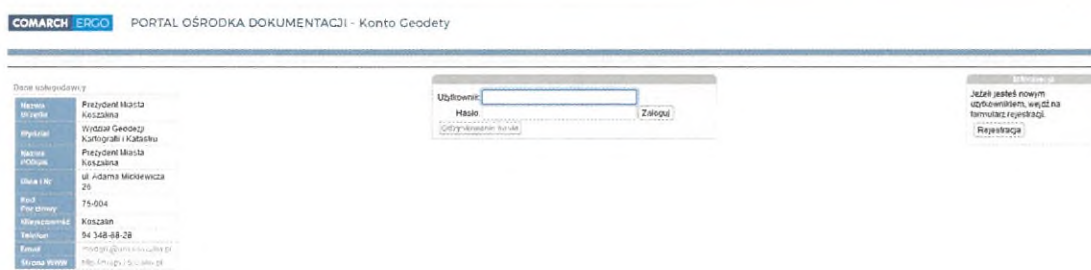 COMARCH ERGO PORTAL OŚRODKA DOKUMENTACJI - Konto Geodety
Dane usługodawcy
Nazwa Urzędu
Prezydent Miasta
Koszalina
Wydział
Wydział Geodezji
Kartografii i Katastru
Nazwa
PODGiK
Prezydent Miasta
Koszalina
Ulica i Nr
ul. Adama Mickiewicza
26
Kod
Pocztowy
75-004
Miejscowość
Koszalin
Telefon
94 348-88-28
Email
Strona WWW
Użytkownik:
Hasło:
Zaloguj
Odzyskiwanie hasła
Informacja
Jeżeli jesteś nowym
użytkownikiem, wejdź na
formularz rejestracji.
Rejestracja